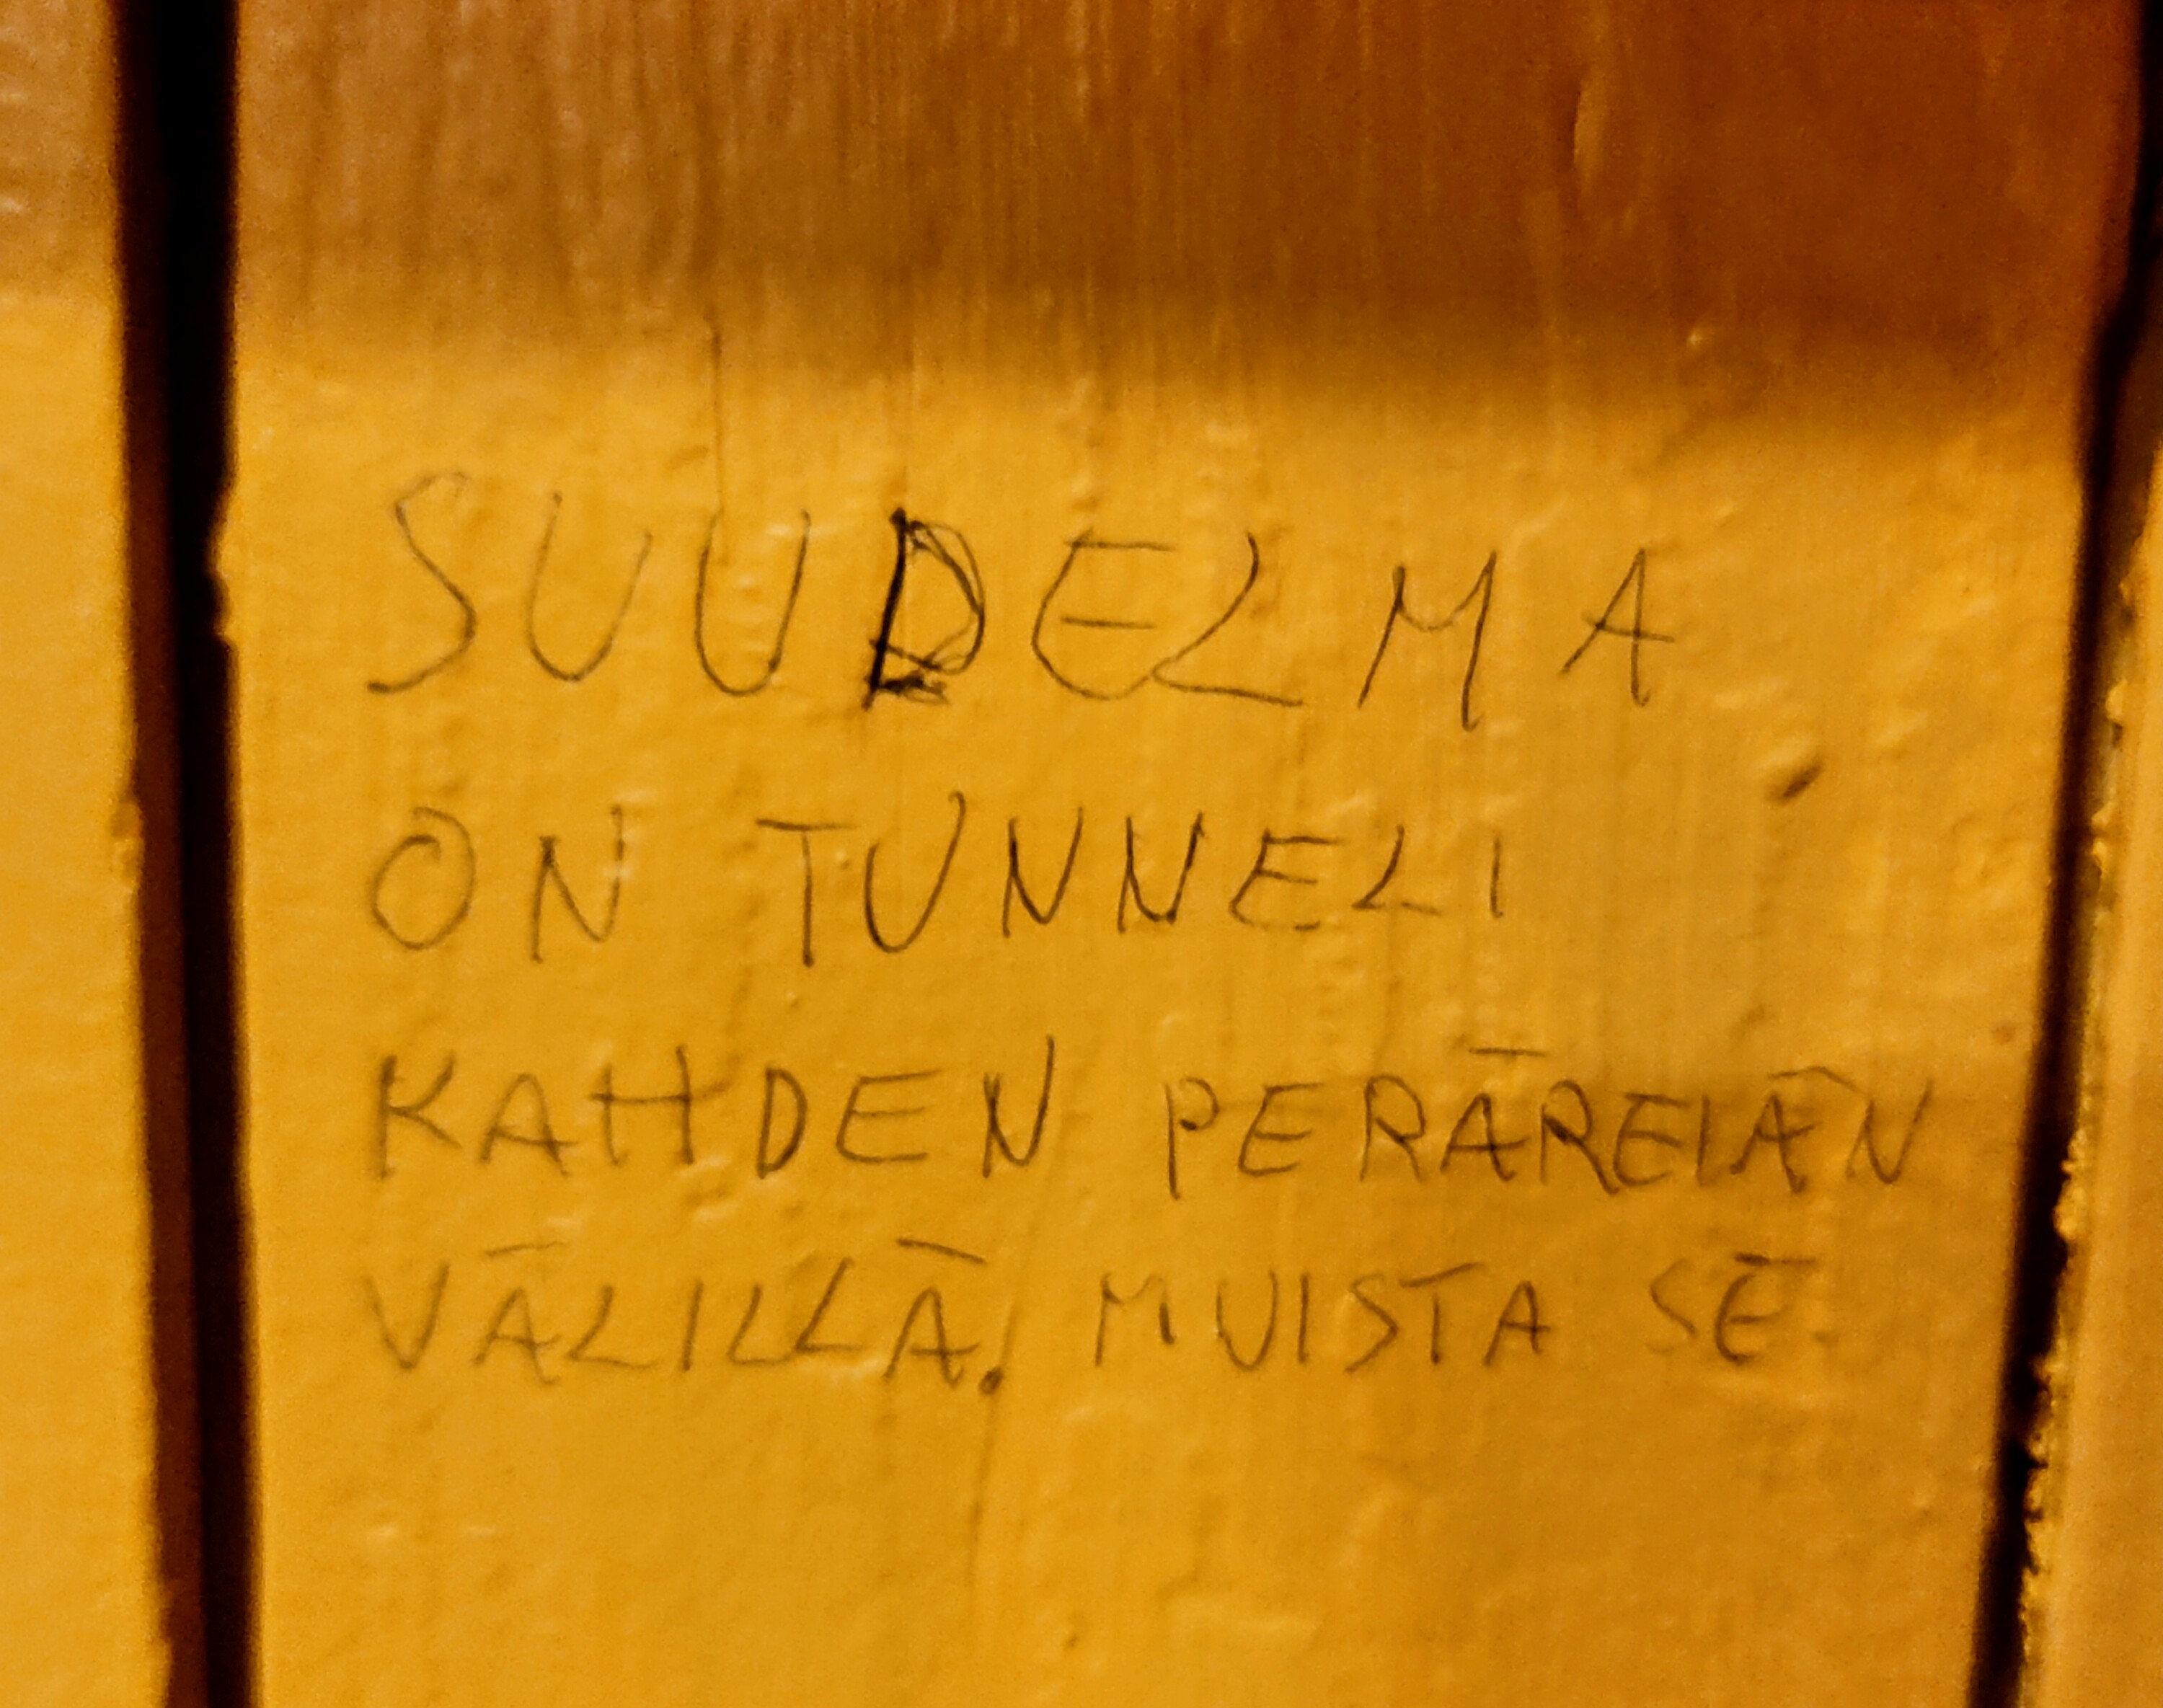 SUUDELMA
ON TUNNELI
KAHDEN PERÄREIÄN
VÄLILLÄ. MUISTA SE